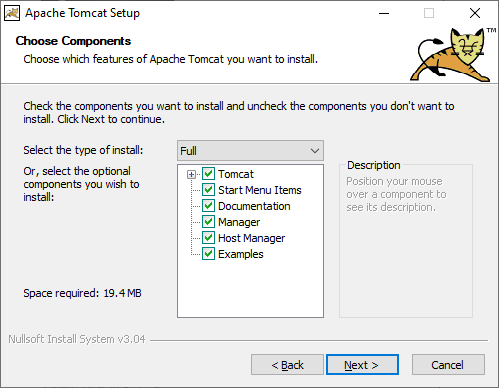 Apache Tomcat Setup
Choose Components
Choose which features of Apache Tomcat you want to install.
TM
Check the components you want to install and uncheck the components you don't want to
install. Click Next to continue.
Select the type of install:
Full
Or, select the optional
components you wish to
install:
Tomcat
Start Menu Items
Documentation
Manager
Host Manager
Examples
Description
Position your mouse
over a component to
see its description.
Space required: 19.4 MB
Nullsoft Install System v3.04
< Back
Next >
Cancel